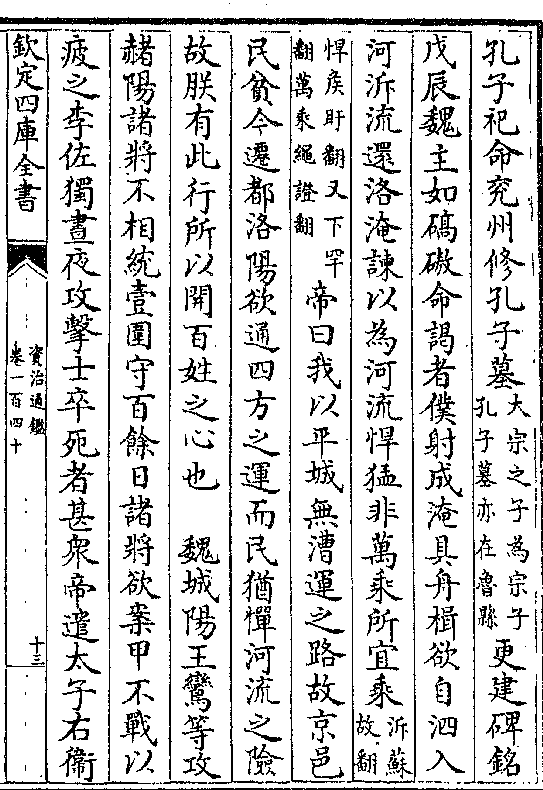 孔子祀命兖州修孔子墓大宗之子為宗子孔子墓亦在魯縣更建碑銘
戊辰魏主如碻磝命謁者僕射成淹具舟楫欲自泗入
河泝流還洛淹諫以為河流悍猛非萬乘所宜乘泝蘇故翻
悍矦旰翻又下罕翻萬乘繩證翻帝曰我以平城無漕運之路故京邑
民貧今遷都洛陽欲通四方之運而民猶憚河流之險
故朕有此行所以開百姓之心也　魏城陽王鸞等攻
赭陽諸將不相統壹圍守百餘日諸將欲案甲不戰以
疲之李佐獨晝夜攻擊士卒死者甚衆帝遣太子右衛
欽定四庫全書
資治通鑑
卷一百四十
十三